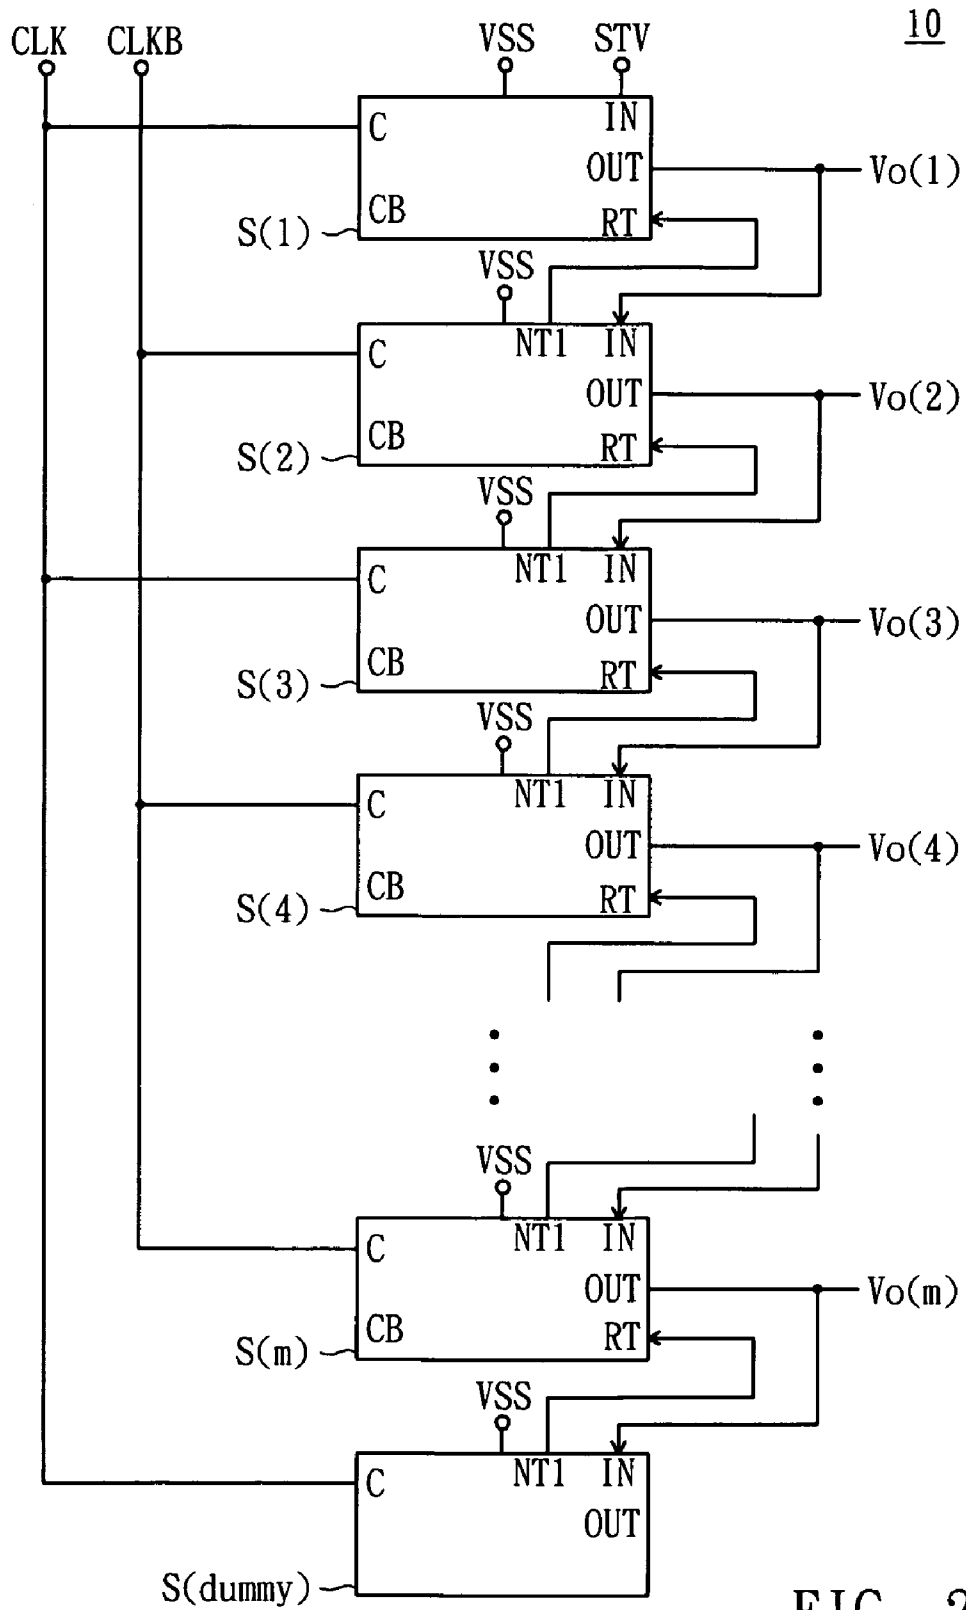 10
CLK CLKB VSS STV
C IN
OUT Vo(1)
CB RT
S(1)
VSS
C NT1 IN
OUT Vo(2)
CB RT
S(2)
VSS
C NT1 IN
OUT Vo(3)
CB RT
S(3)
VSS
C NT1 IN
OUT Vo(4)
CB RT
S(4)
VSS
C NT1 IN
OUT Vo(m)
CB RT
S(m)
VSS
C NT1 IN
OUT
S(dummy)
FIG. 2